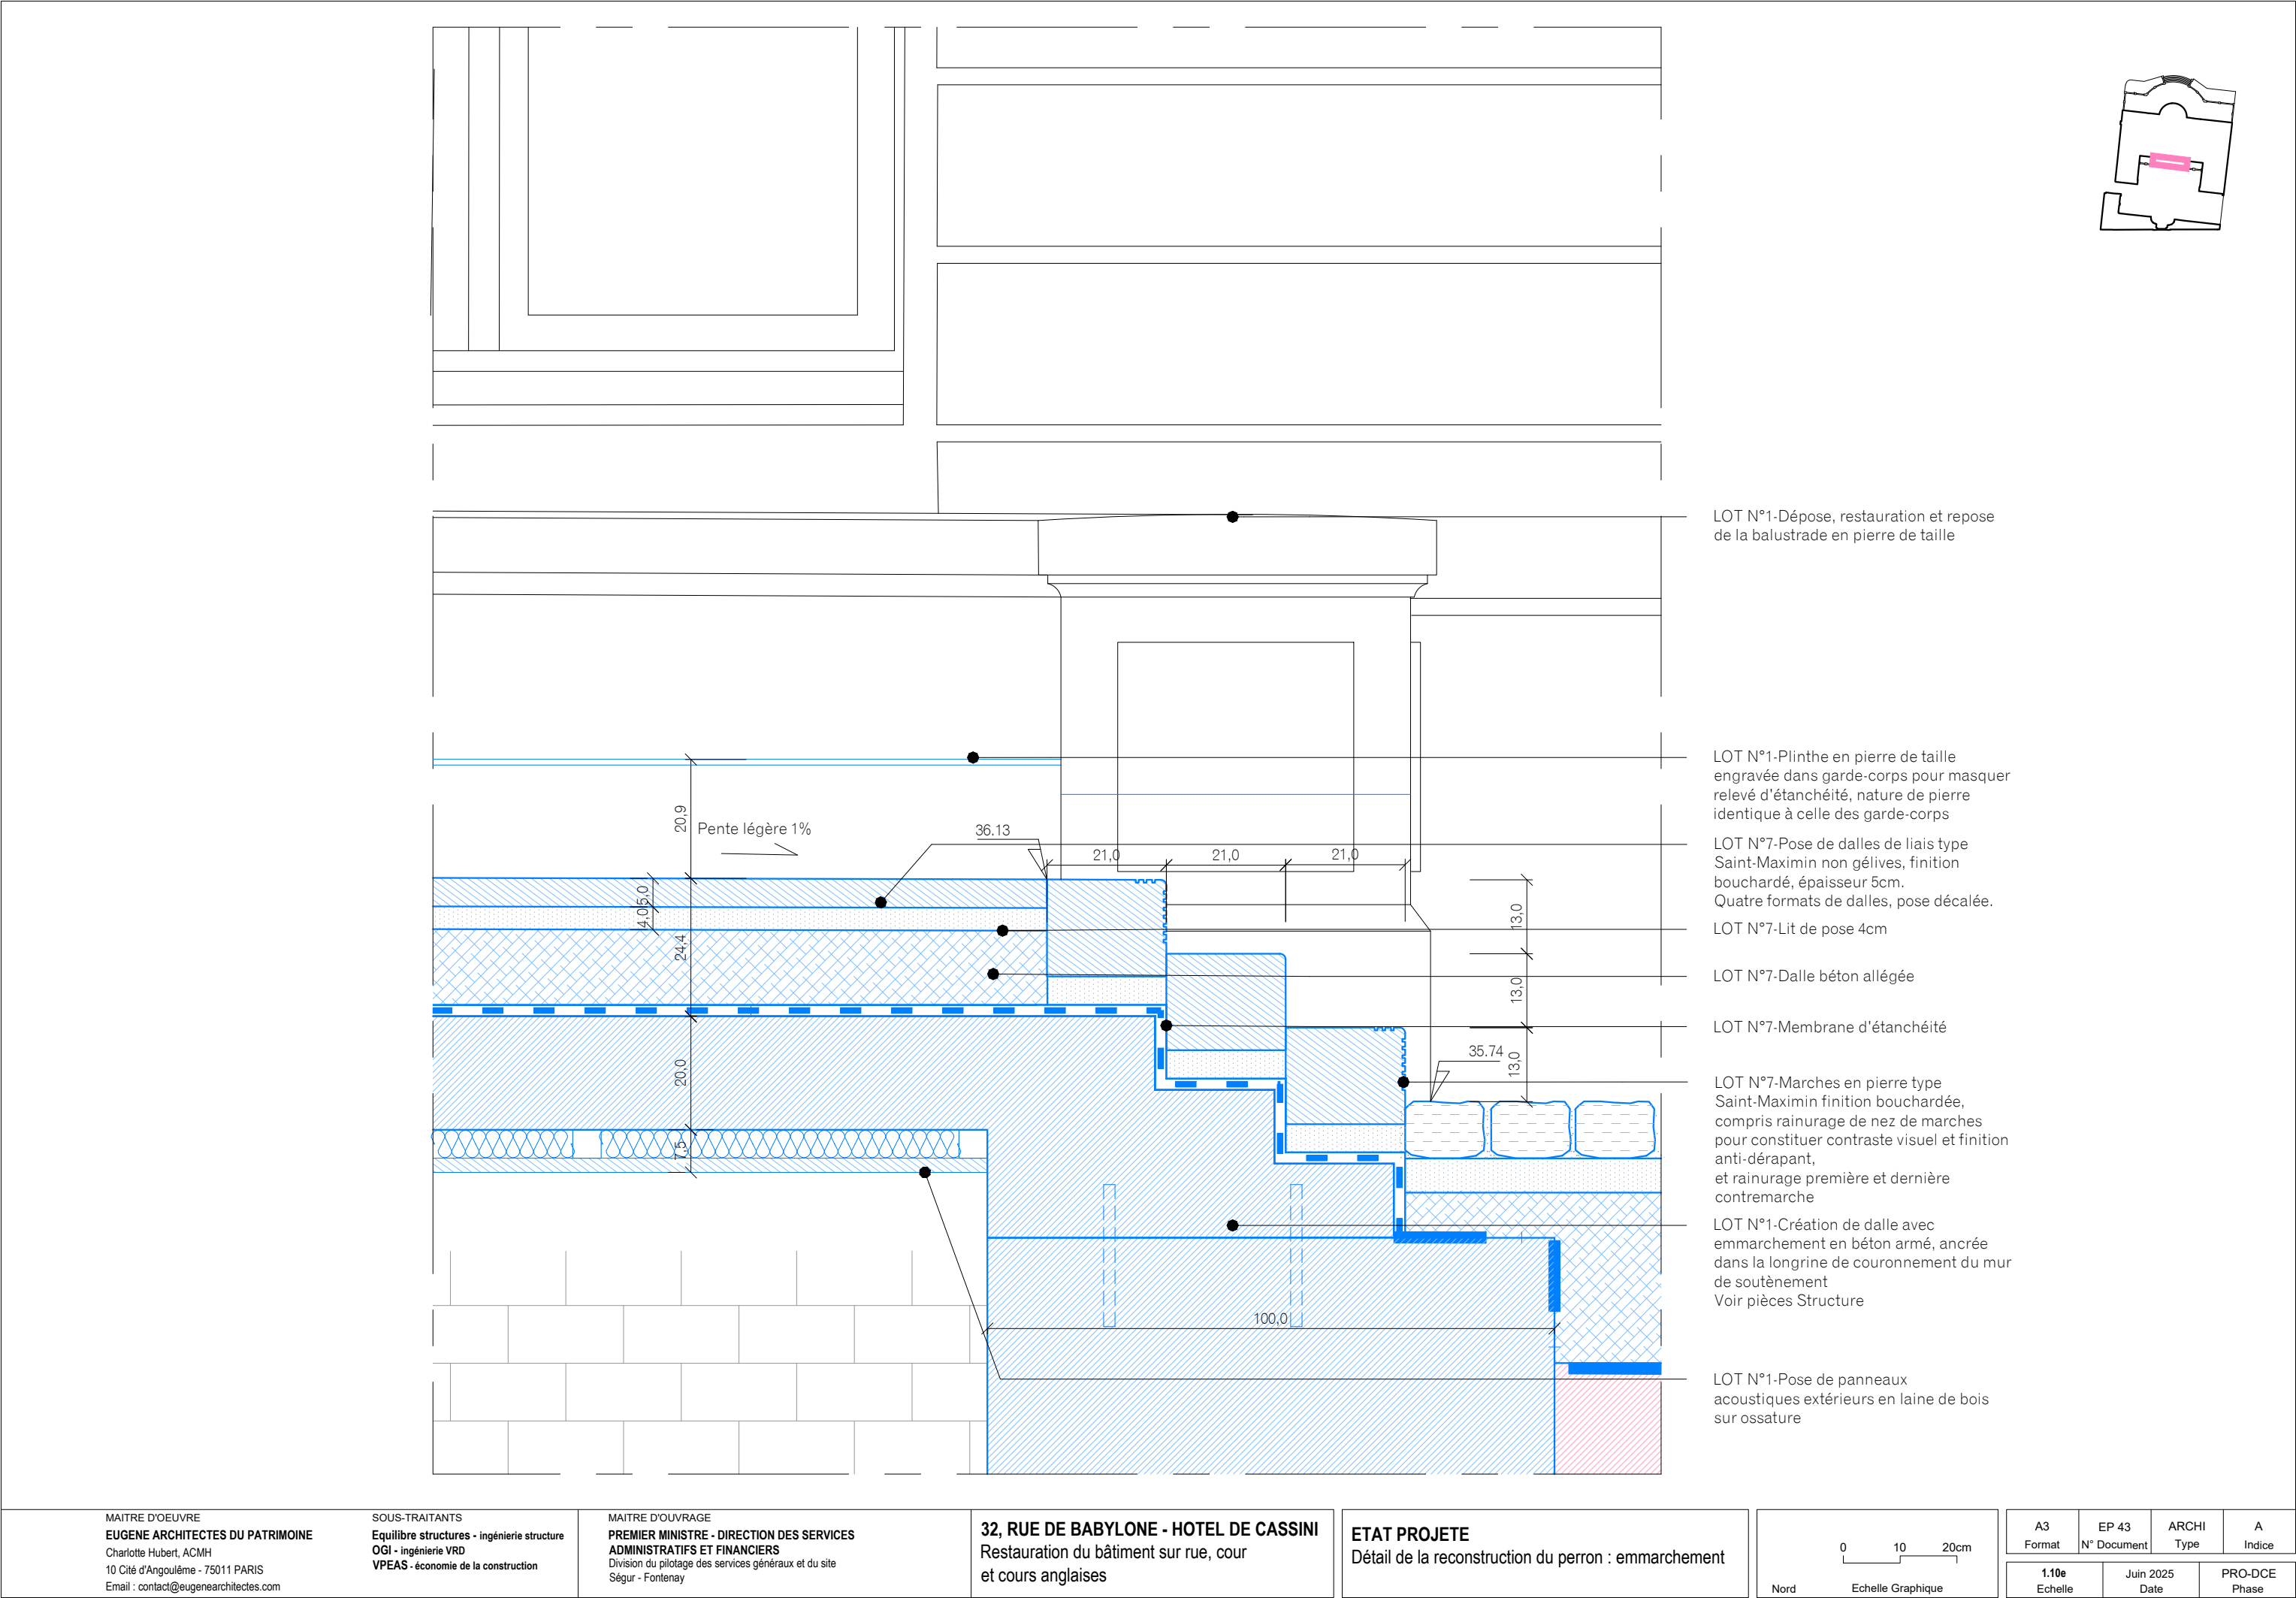 LOT N°1-Dépose, restauration et repose
de la balustrade en pierre de taille
LOT N°1-Plinthe en pierre de taille
engravée dans garde-corps pour masquer
relevé d'étanchéité, nature de pierre
identique à celle des garde-corps
20,9
Pente légère 1%
36.13
21,0
21,0
21,0
LOT N°7-Pose de dalles de liais type
Saint-Maximin non gélives, finition
bouchardé, épaisseur 5cm.
Quatre formats de dalles, pose décalée.
5,0
4,0
24,4
13,0
LOT N°7-Lit de pose 4cm
LOT N°7-Dalle béton allégée
13,0
LOT N°7-Membrane d'étanchéité
20,0
35.74
13,0
LOT N°7-Marches en pierre type
Saint-Maximin finition bouchardée,
compris rainurage de nez de marches
pour constituer contraste visuel et finition
anti-dérapant,
et rainurage première et dernière
contremarche
7,5
LOT N°1-Création de dalle avec
emmarchement en béton armé, ancrée
dans la longrine de couronnement du mur
de soutènement
Voir pièces Structure
100,0
LOT N°1-Pose de panneaux
acoustiques extérieurs en laine de bois
sur ossature
MAITRE D'OEUVRE
EUGENE ARCHITECTES DU PATRIMOINE
Charlotte Hubert, ACMH
10 Cité d'Angoulême - 75011 PARIS
Email : contact@eugenearchitectes.com
SOUS-TRAITANTS
Equilibre structures - ingénierie structure
OGI - ingénierie VRD
VPEAS - économie de la construction
MAITRE D'OUVRAGE
PREMIER MINISTRE - DIRECTION DES SERVICES
ADMINISTRATIFS ET FINANCIERS
Division du pilotage des services généraux et du site
Ségur - Fontenay
32, RUE DE BABYLONE - HOTEL DE CASSINI
Restauration du bâtiment sur rue, cour
et cours anglaises
ETAT PROJETE
Détail de la reconstruction du perron : emmarchement
0 10 20cm
Nord Echelle Graphique
A3 EP 43 ARCHI A
Format N° Document Type Indice
1.10e Juin 2025 PRO-DCE
Echelle Date Phase